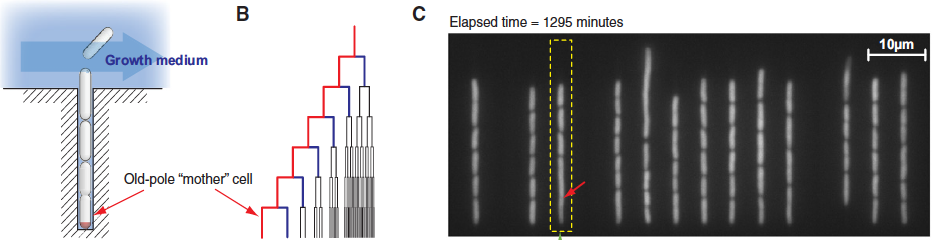 B
C
Elapsed time = 1295 minutes
10μm
Growth medium
Old-pole “mother” cell